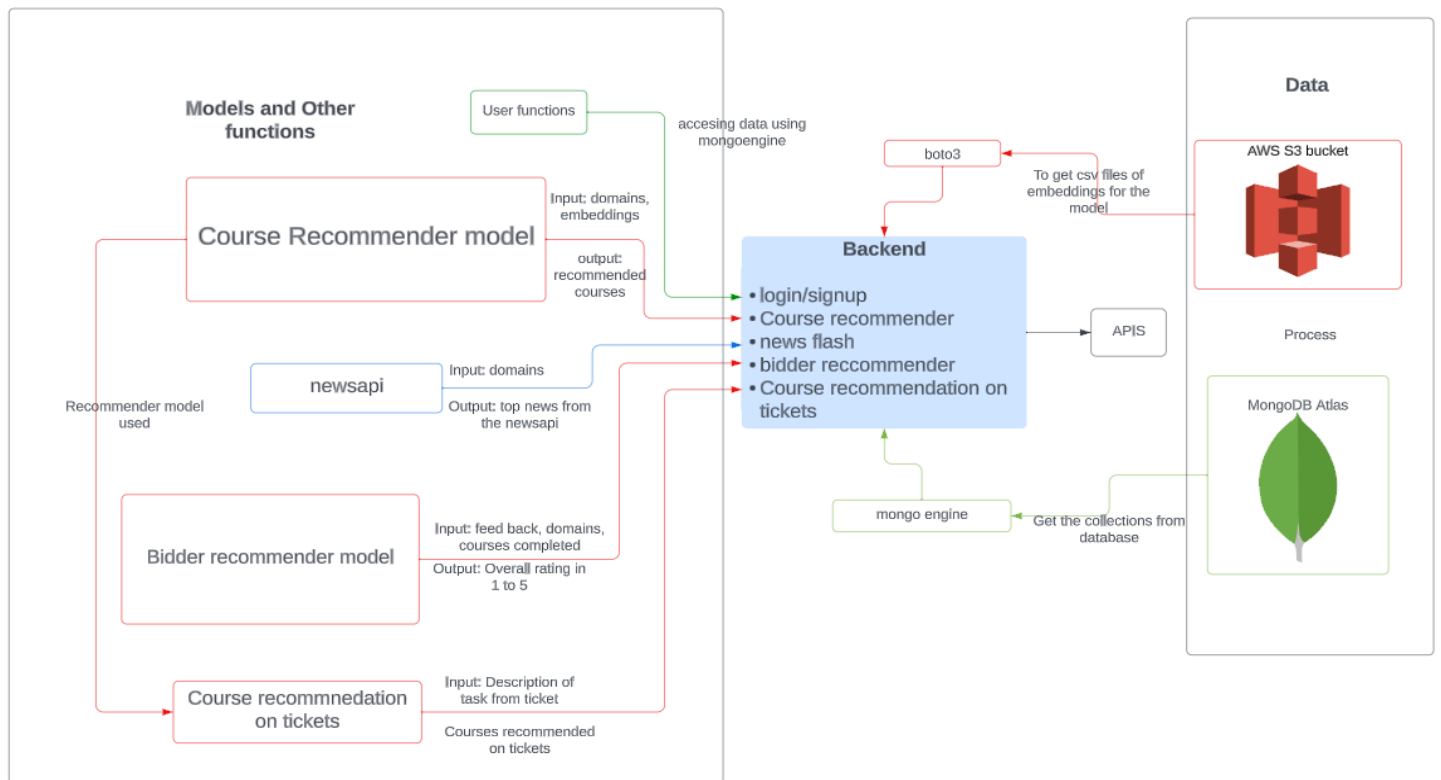 Models and Other
functions
User functions
accesing data using
mongoengine
Course Recommender model
Input: domains,
embeddings
output:
recommended
courses
newsapi
Input: domains
Output: top news from
the newsapi
Recommender model
used
Bidder recommender model
Input: feed back, domains,
courses completed
Output: Overall rating in
1 to 5
Course recommnedation
on tickets
Input: Description of
task from ticket
Courses recommended
on tickets
boto3
To get csv files of
embeddings for the
model
Backend
• login/signup
• Course recommender
• news flash
• bidder reccommender
• Course recommendation on
tickets
APIS
mongo engine
Get the collections from
database
Data
AWS S3 bucket
Process
MongoDB Atlas